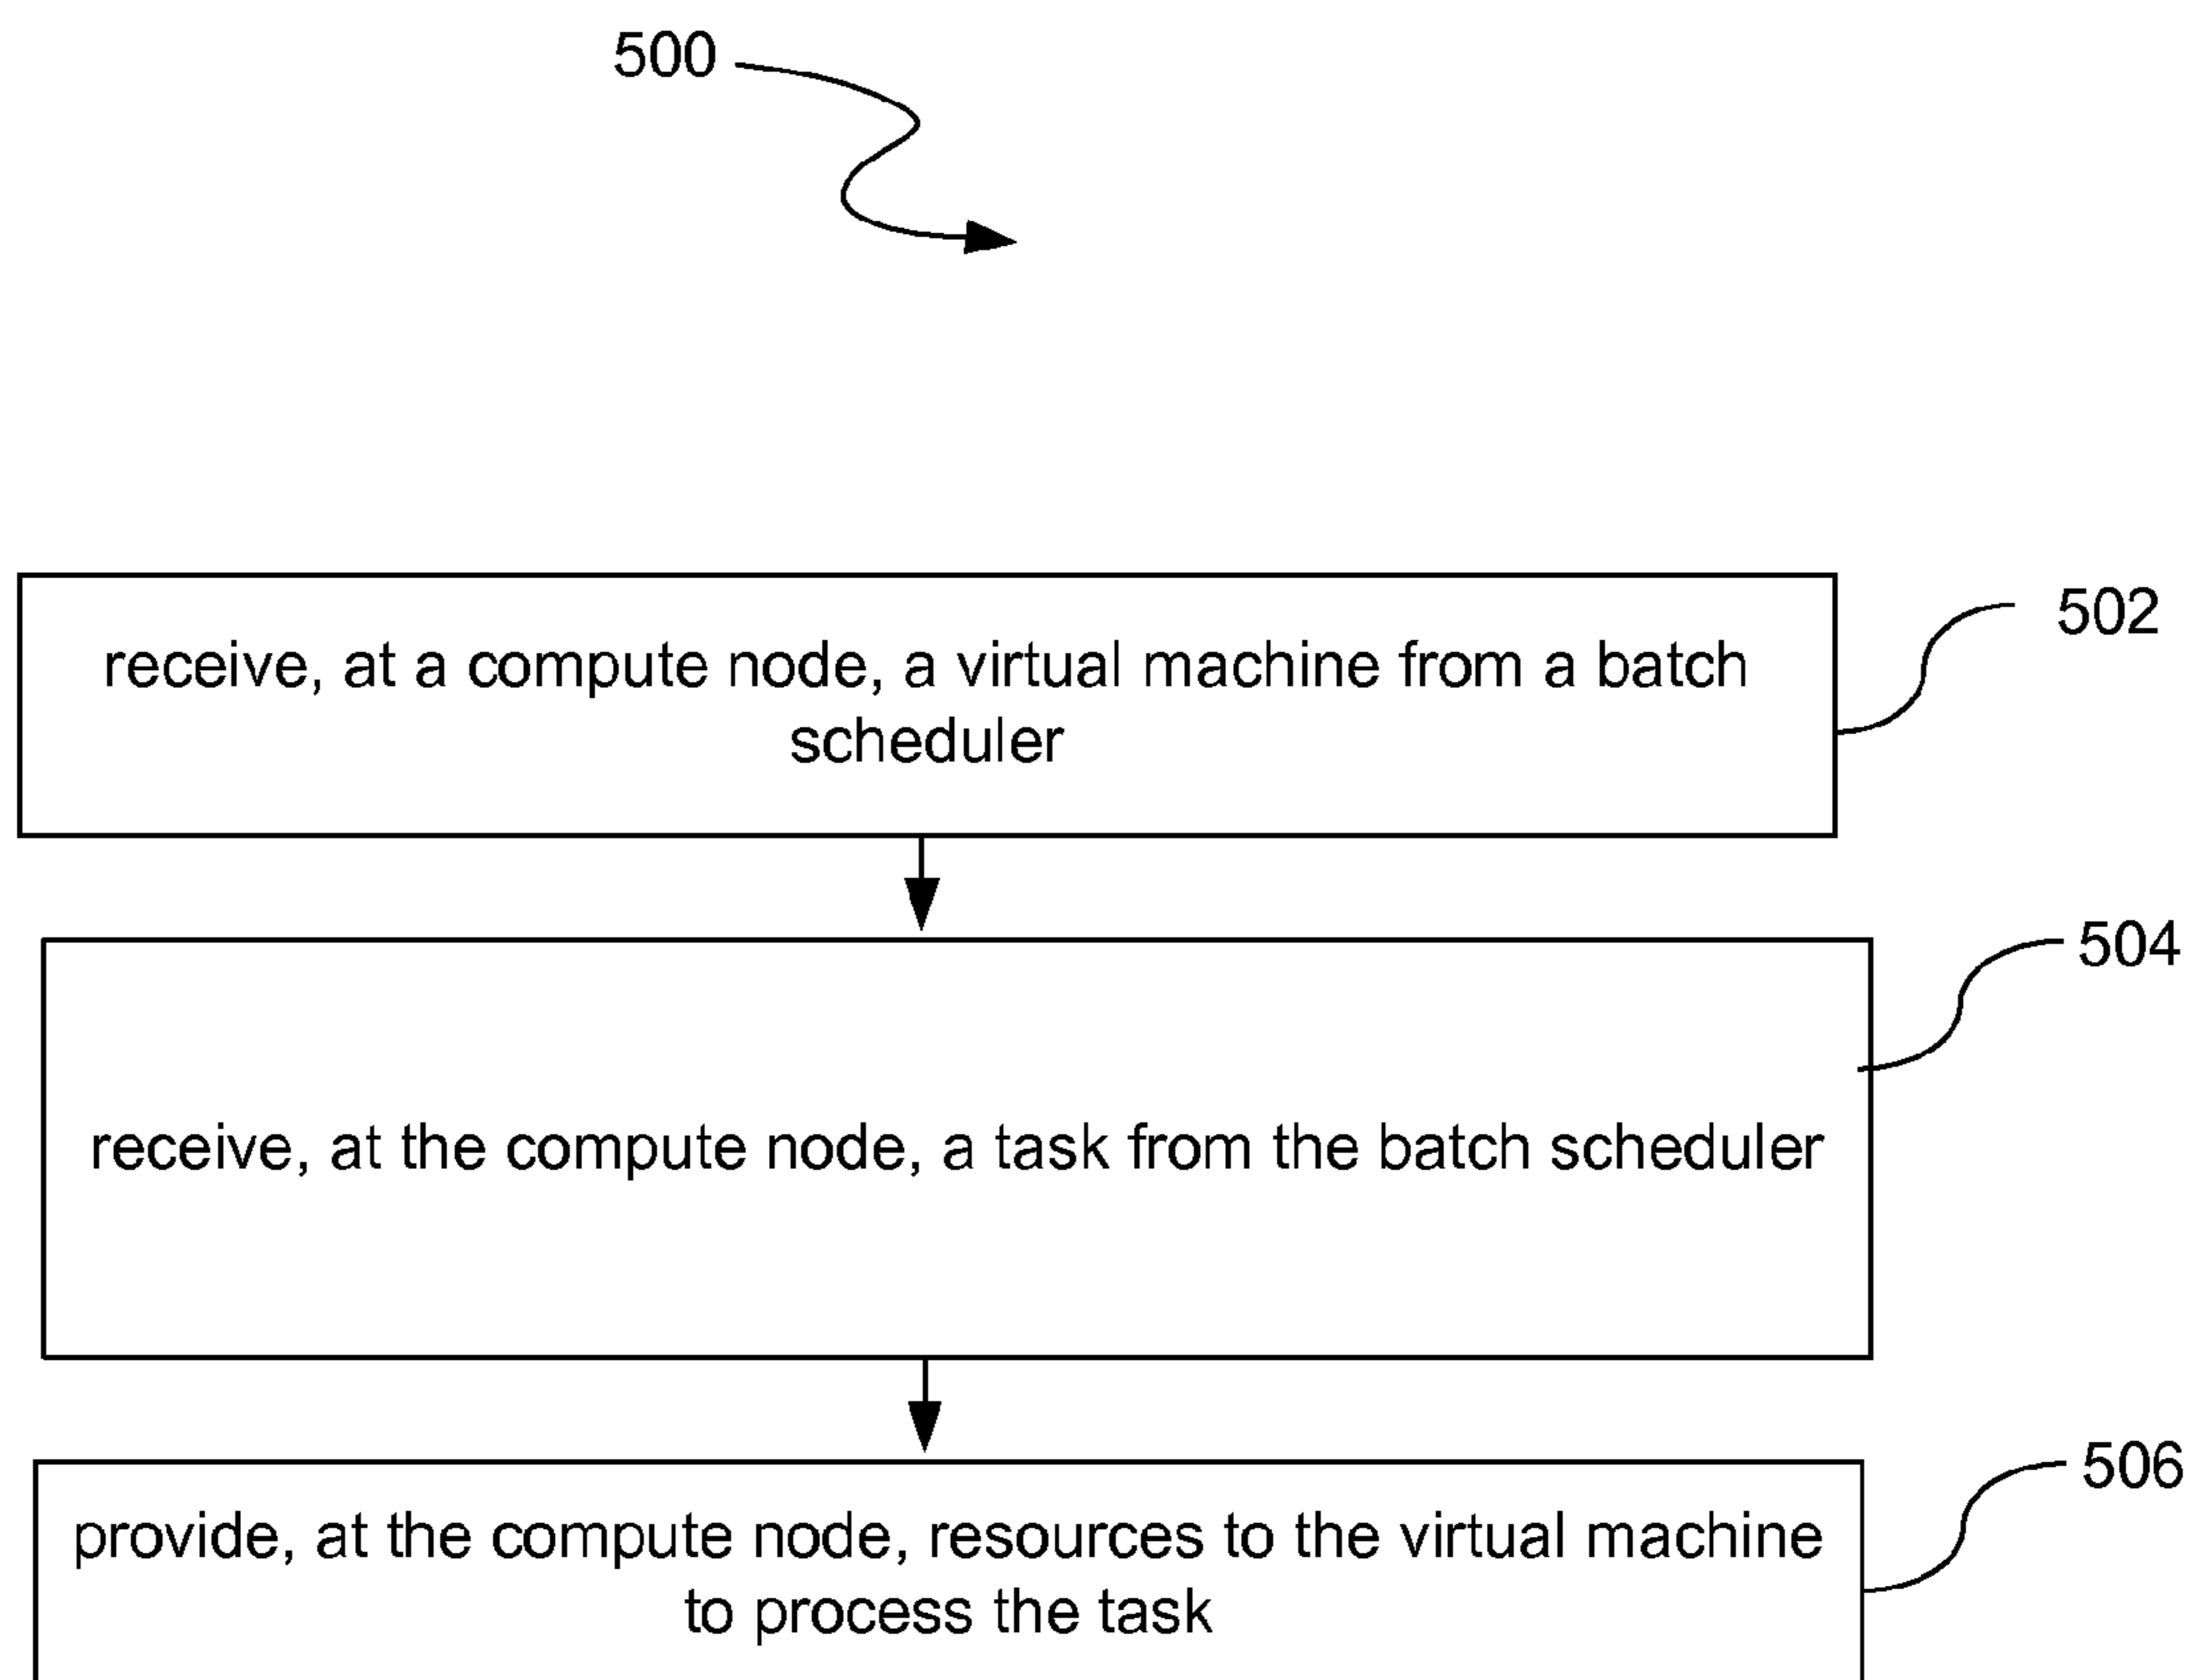 500
502
receive, at a compute node, a virtual machine from a batch
scheduler
504
receive, at the compute node, a task from the batch scheduler
506
provide, at the compute node, resources to the virtual machine
to process the task